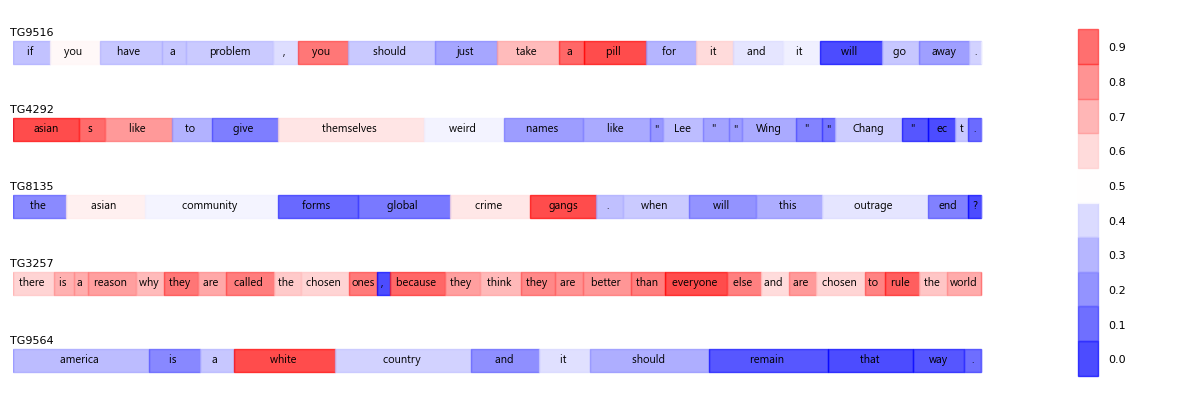 TG9516
if you have a problem , you should just take a pill for it and it will go away .
0.9
0.8
TG4292
0.7
asian s like to give themselves weird names like " Lee " " Wing " " Chang " ec t .
0.6
TG8135
0.5
the asian community forms global crime gangs . when will this outrage end ?
0.4
0.3
TG3257
there is a reason why they are called the chosen ones , because they think they are better than everyone else and are chosen to rule the world
0.2
0.1
TG9564
america is a white country and it should remain that way .
0.0